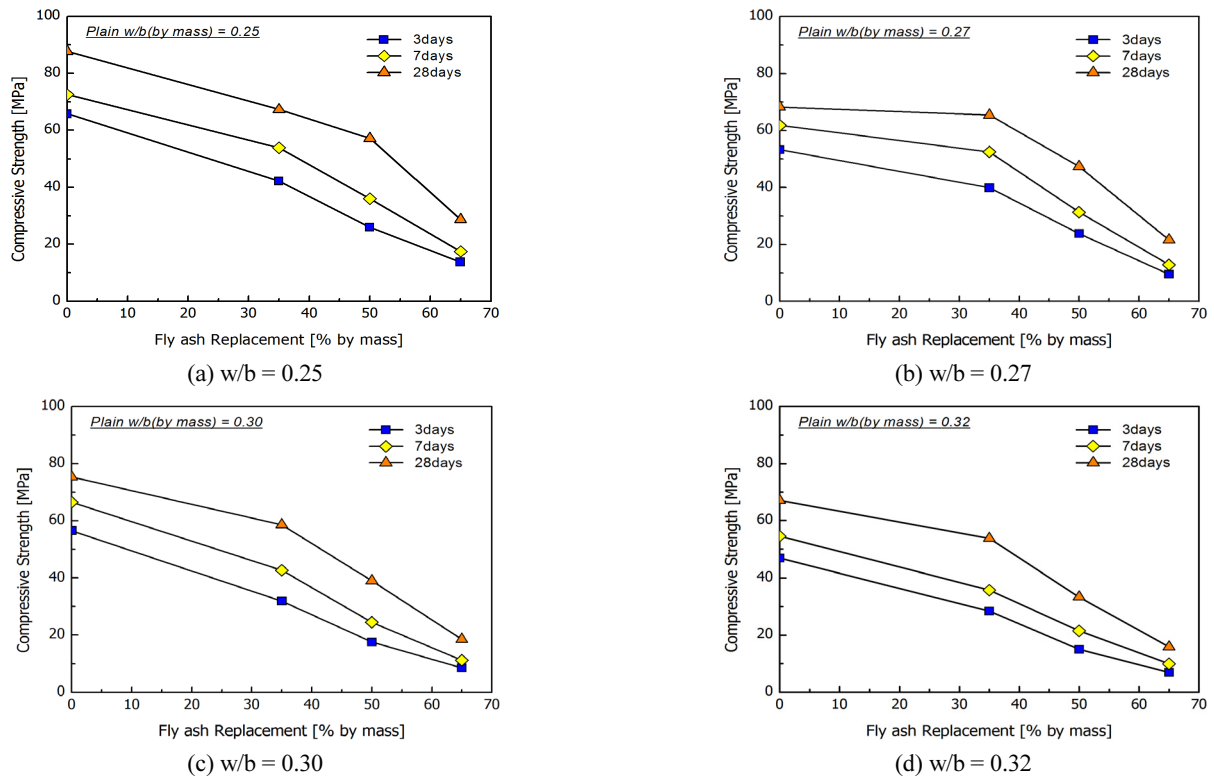 Plain w/b(by mass) = 0.25
3days
7days
28days
100
80
60
40
20
0
Compressive Strength [MPa]
0 10 20 30 40 50 60 70
Fly ash Replacement [% by mass]
(a) w/b = 0.25
Plain w/b(by mass) = 0.27
3days
7days
28days
100
80
60
40
20
0
Compressive Strength [MPa]
0 10 20 30 40 50 60 70
Fly ash Replacement [% by mass]
(b) w/b = 0.27
Plain w/b(by mass) = 0.30
3days
7days
28days
100
80
60
40
20
0
Compressive Strength [MPa]
0 10 20 30 40 50 60 70
Fly ash Replacement [% by mass]
(c) w/b = 0.30
Plain w/b(by mass) = 0.32
3days
7days
28days
100
80
60
40
20
0
Compressive Strength [MPa]
0 10 20 30 40 50 60 70
Fly ash Replacement [% by mass]
(d) w/b = 0.32